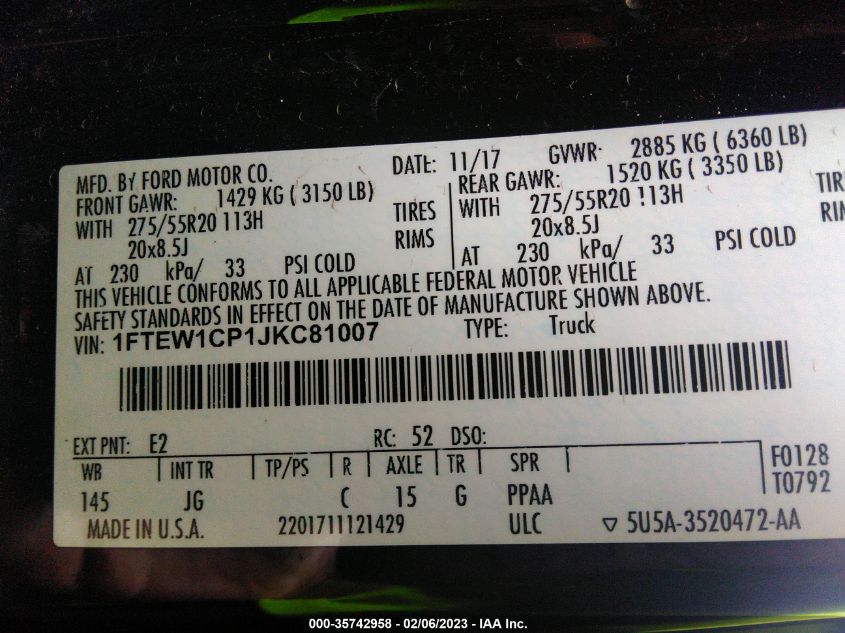 MFD. BY FORD MOTOR CO. DATE: 11/17 GVWR: 2885 KG ( 6360 LB)
FRONT GAWR: 1429 KG ( 3150 LB) REAR GAWR: 1520 KG ( 3350 LB)
WITH 275/55R20 113H TIRES WITH 275/55R20 113H TIR
20x8.5J RIMS 20x8.5J RIM
AT 230 kPa/ 33 PSI COLD AT 230 kPa/ 33 PSI COLD
THIS VEHICLE CONFORMS TO ALL APPLICABLE FEDERAL MOTOR VEHICLE
SAFETY STANDARDS IN EFFECT ON THE DATE OF MANUFACTURE SHOWN ABOVE.
VIN: 1FTEW1CP1JKC81007 TYPE: Truck
EXT PNT: E2 RC: 52 DSO:
WB INT TR TP/PS R AXLE TR SPR F0128
145 JG C 15 G PPAA T0792
MADE IN U.S.A. 2201711121429 ULC ▽ 5U5A-3520472-AA
000-35742958 - 02/06/2023 - IAA Inc.